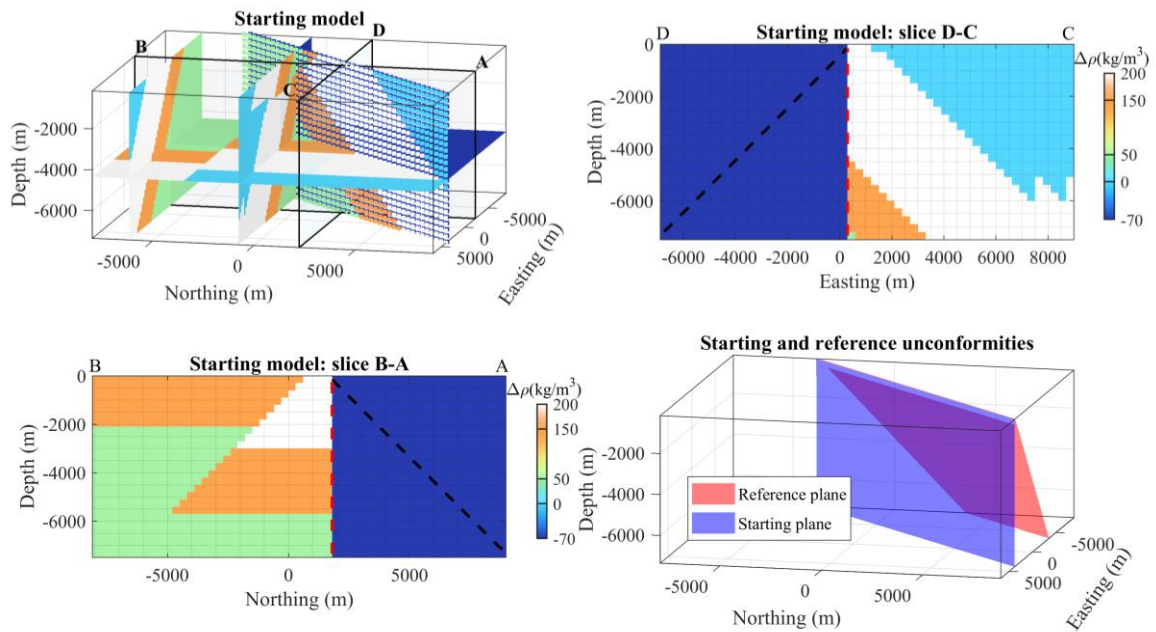 Starting model
D
B
A
C
Depth (m)
-2000
-4000
-6000
-5000
0
5000
Northing (m)
-5000
0
5000
Easting (m)
D
Starting model: slice D-C
C
Δρ(kg/m³)
0
-2000
-4000
-6000
Depth (m)
200
150
50
0
-70
-6000 -4000 -2000 0 2000 4000 6000 8000
Easting (m)
B
Starting model: slice B-A
A
Δρ(kg/m³)
0
-2000
-4000
-6000
Depth (m)
200
150
50
0
-70
-5000 0 5000
Northing (m)
Starting and reference unconformities
Depth (m)
-2000
-4000
-6000
Reference plane
Starting plane
-5000
0
5000
Northing (m)
-5000
0
5000
Easting (m)